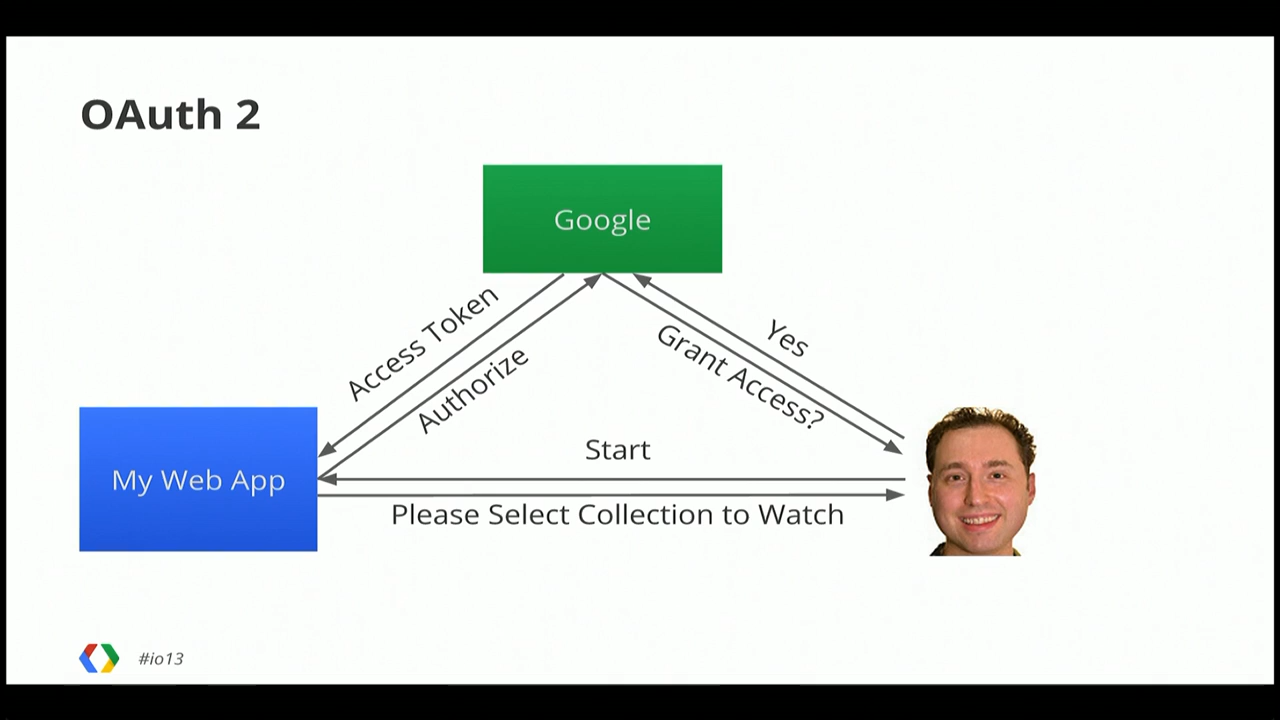 OAuth 2
Google
Access Token
Authorize
Yes
Grant Access?
Start
My Web App
Please Select Collection to Watch
#io13